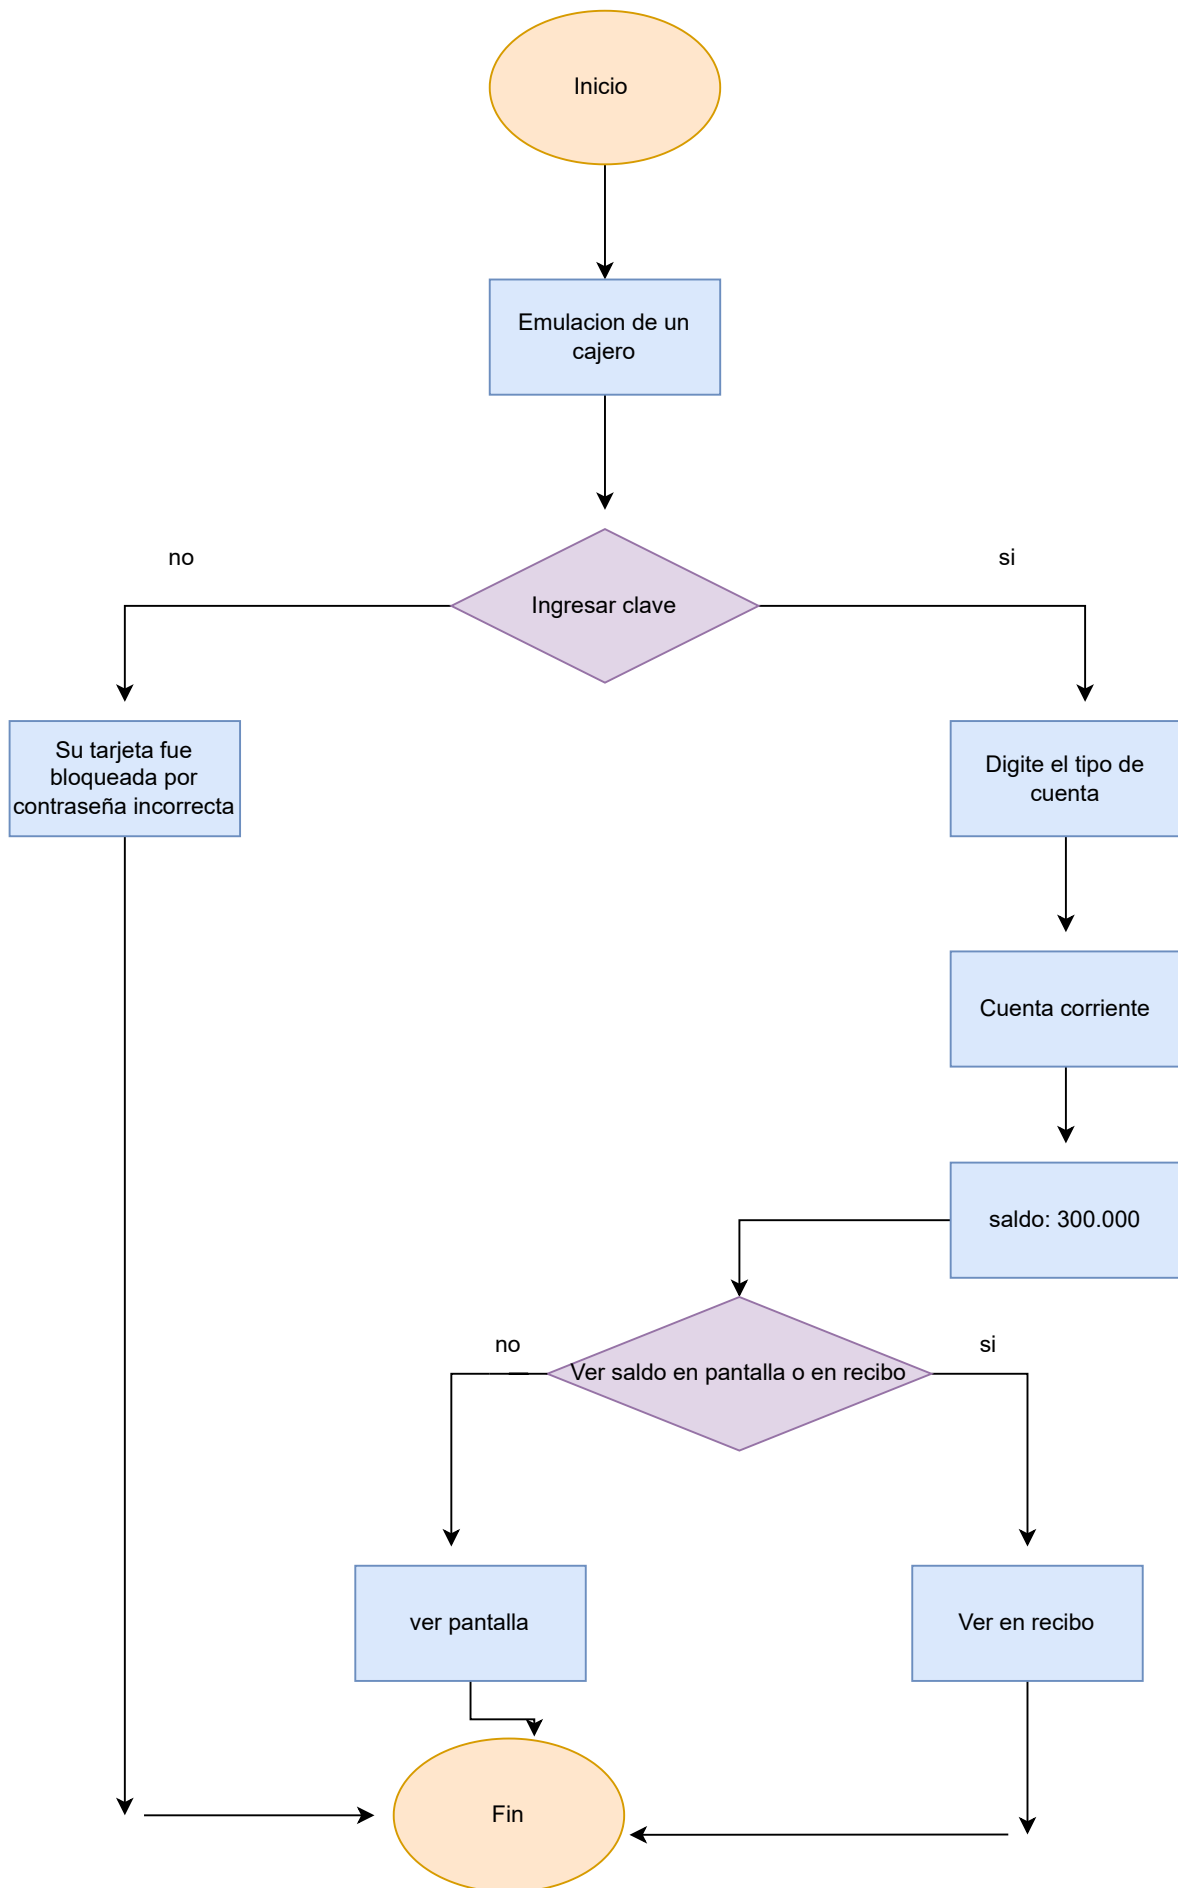 Inicio
Emulacion de un
cajero
no
si
Ingresar clave
Su tarjeta fue
bloqueada por
contraseña incorrecta
Digite el tipo de
cuenta
Cuenta corriente
saldo: 300.000
no
si
Ver saldo en pantalla o en recibo
ver pantalla
Ver en recibo
Fin